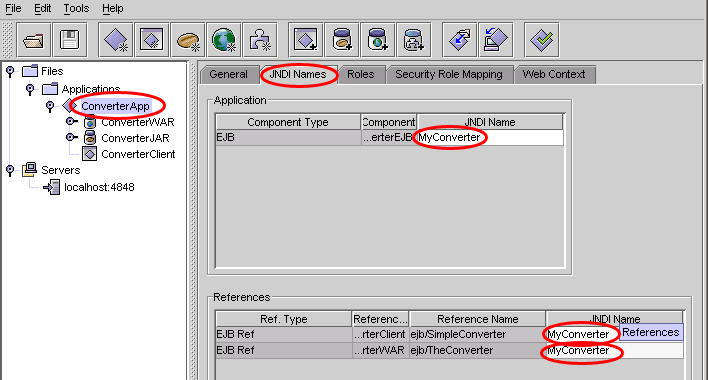 File Edit Tools Help
Files
Applications
ConverterApp
ConverterWAR
ConverterJAR
ConverterClient
Servers
localhost:4848
General JNDI Names Roles Security Role Mapping Web Context
Application
Component Type Component JNDI Name
EJB ...erterEJB MyConverter
References
Ref. Type Referenc... Reference Name JNDI Name
EJB Ref ...rterClient ejb/SimpleConverter MyConverter References
EJB Ref ...rterWAR ejb/TheConverter MyConverter